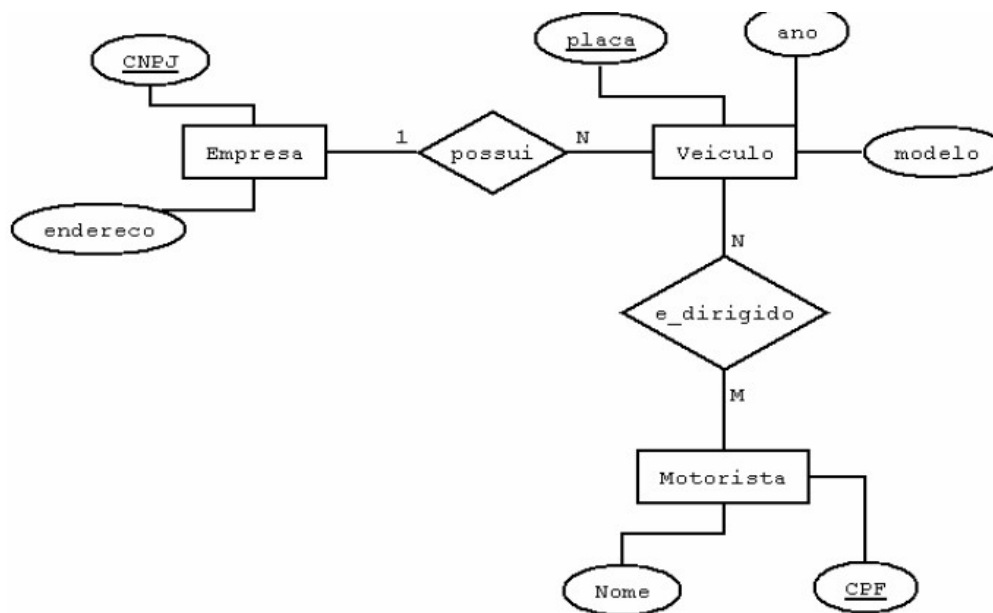 placa
ano
CNPJ
1
N
Empresa
possui
Veiculo
modelo
endereco
N
e_dirigido
M
Motorista
Nome
CPF